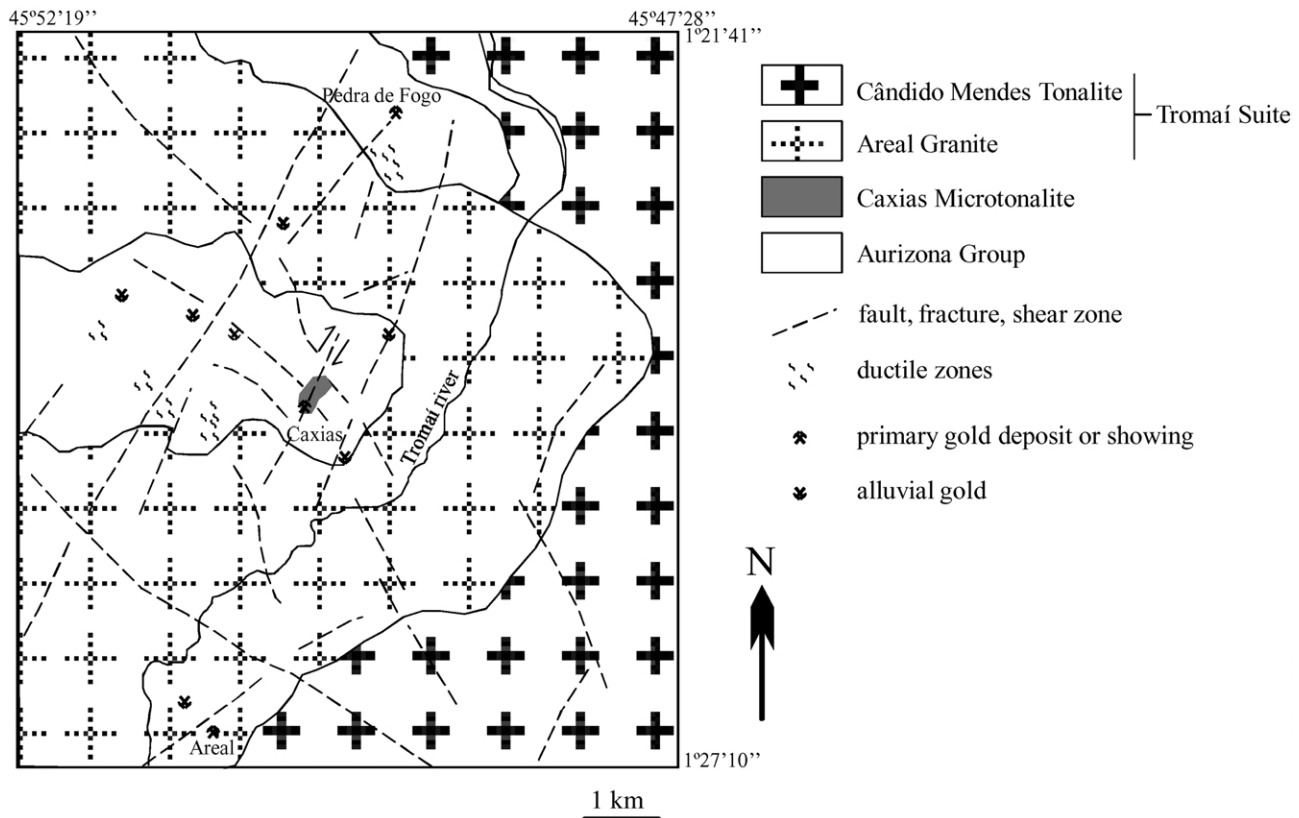 45º52'19’’
45º47'28’’
1º21'41’’
Pedra de Fogo
Cândido Mendes Tonalite
Tromaí Suite
Areal Granite
Caxias Microtonalite
Aurizona Group
fault, fracture, shear zone
ductile zones
Tromaí river
Caxias
primary gold deposit or showing
alluvial gold
N
Areal
1º27'10’’
1 km